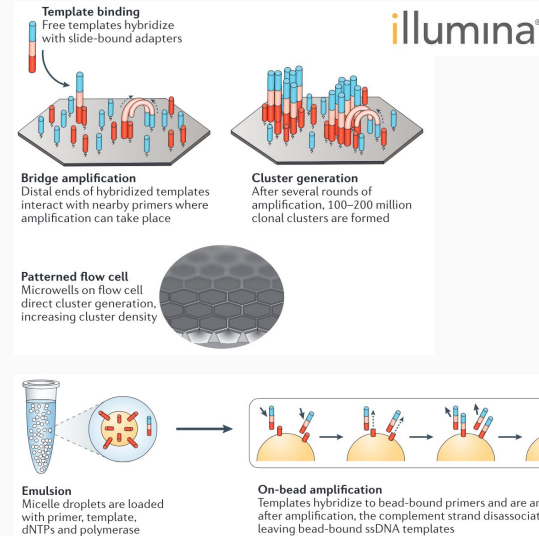 Template binding
Free templates hybridize
with slide-bound adapters
illumina®
Bridge amplification
Distal ends of hybridized templates
interact with nearby primers where
amplification can take place
Cluster generation
After several rounds of
amplification, 100–200 million
clonal clusters are formed
Patterned flow cell
Microwells on flow cell
direct cluster generation,
increasing cluster density
Emulsion
Micelle droplets are loaded
with primer, template,
dNTPs and polymerase
On-bead amplification
Templates hybridize to bead-bound primers and are
after amplification, the complement strand
leaving bead-bound ssDNA templates